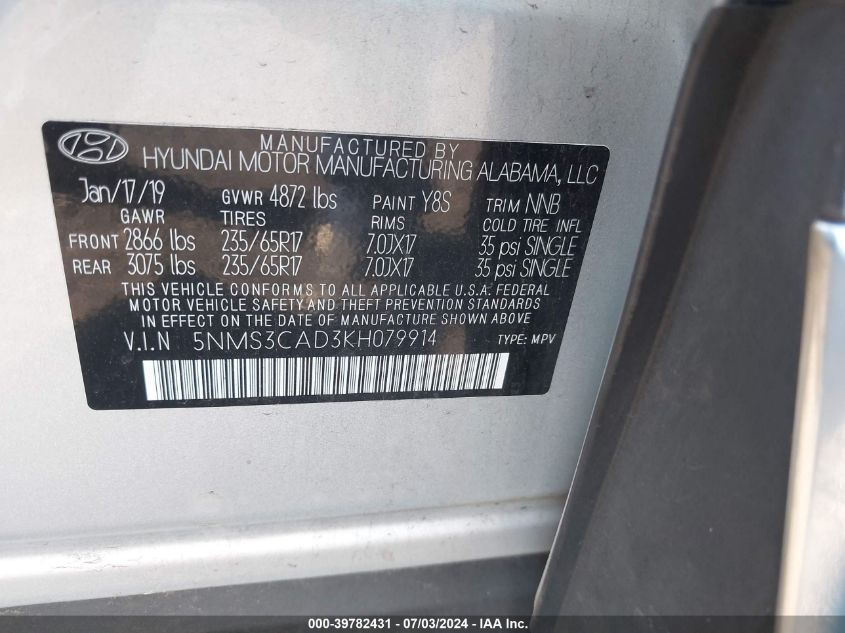 MANUFACTURED BY
HYUNDAI MOTOR MANUFACTURING ALABAMA, LLC
Jan/17/19 GVWR 4872 lbs PAINT Y8S TRIM NNB
GAWR TIRES RIMS COLD TIRE INFL
FRONT 2866 lbs 235/65R17 7.0JX17 35 psi SINGLE
REAR 3075 lbs 235/65R17 7.0JX17 35 psi SINGLE
THIS VEHICLE CONFORMS TO ALL APPLICABLE U.S.A. FEDERAL
MOTOR VEHICLE SAFETY AND THEFT PREVENTION STANDARDS
IN EFFECT ON THE DATE OF MANUFACTURE SHOWN ABOVE
V.I.N 5NMS3CAD3KH079914 TYPE: MPV
000-39782431 - 07/03/2024 - IAA Inc.